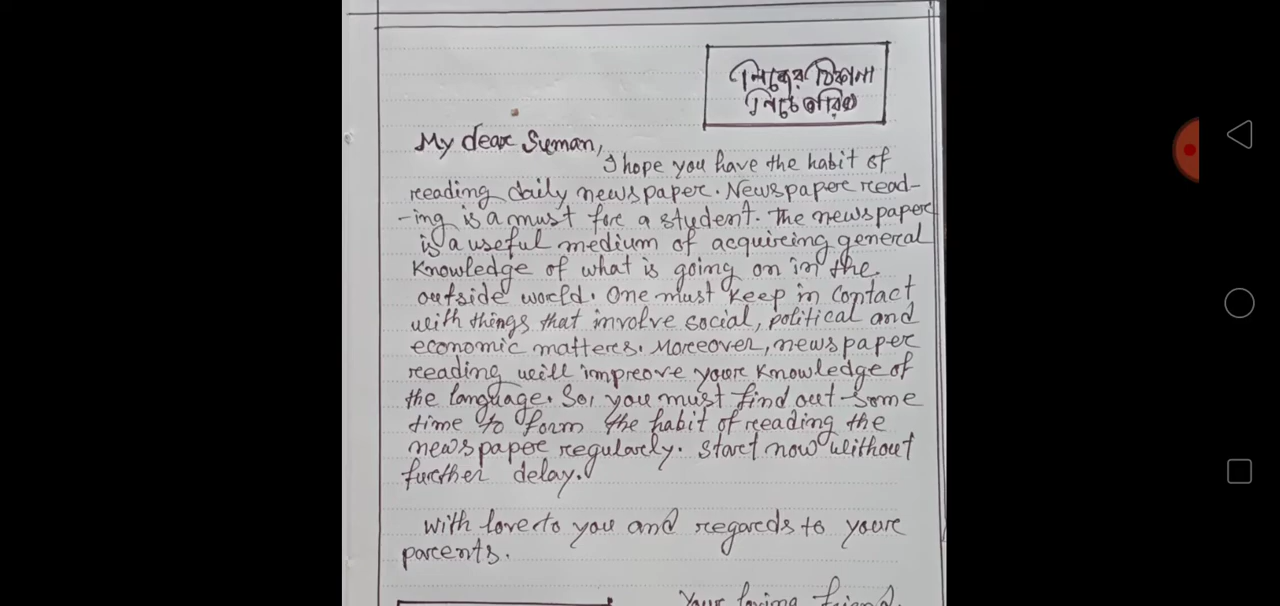 নিজের ঠিকানা
নিচে তারিখ
My dear Suman,
I hope you have the habit of
reading daily newspaper. Newspaper read-
-ing is a must for a student. The newspaper
is a useful medium of acquiring general
knowledge of what is going on in the
outside world. One must keep in contact
with things that involve social, political and
economic matters. Moreover, newspaper
reading will improve your knowledge of
the language. So, you must find out some
time to form the habit of reading the
newspaper regularly. Start now without
further delay.
With love to you and regards to your
parents.
Your loving friend,